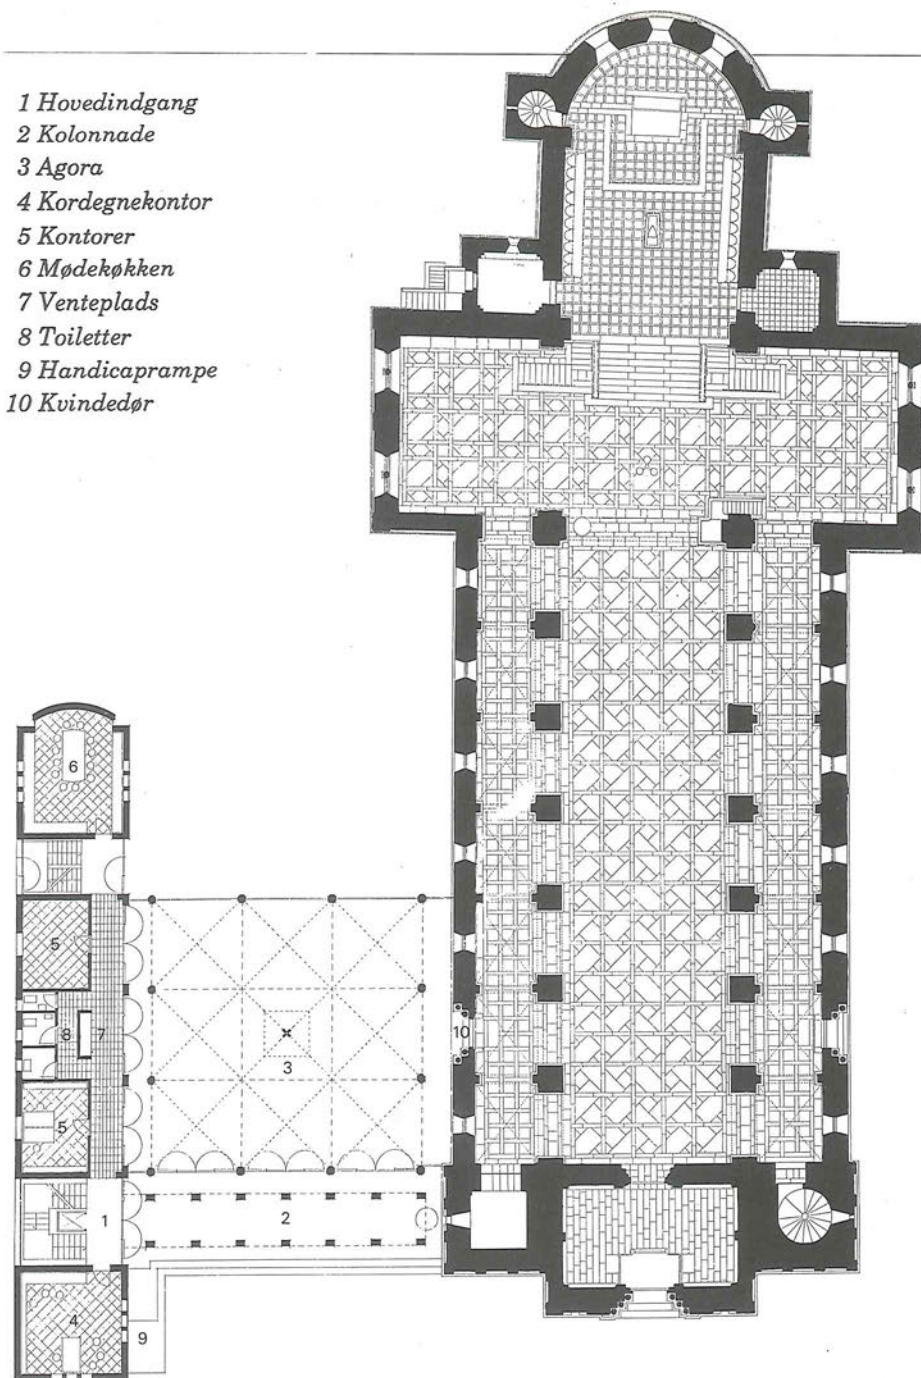 1 Hovedindgang
2 Kolonnade
3 Agora
4 Kordegnekontor
5 Kontorer
6 Mødekøkken
7 Venteplads
8 Toiletter
9 Handicaprampe
10 Kvindedør
6
5
10
8 7
3
5
1 2
4 9